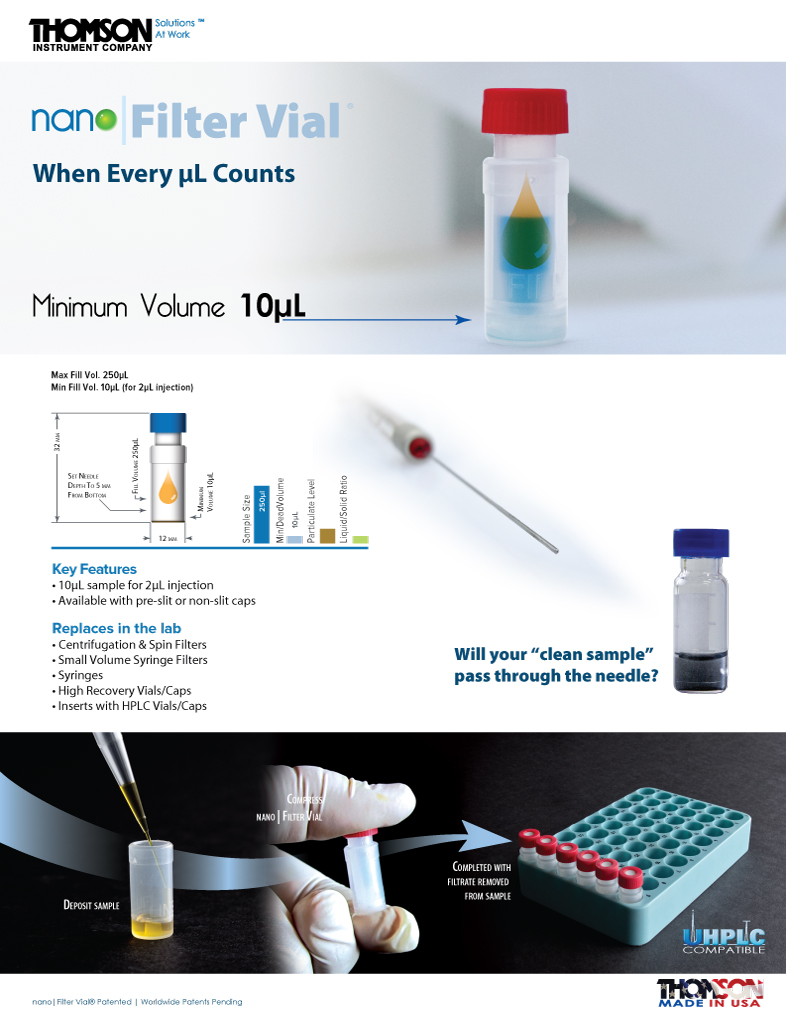 THOMSON Solutions ™
At Work
INSTRUMENT COMPANY
nano|Filter Vial®
When Every µL Counts
Minimum Volume 10µL
Max Fill Vol. 250µL
Min Fill Vol. 10µL (for 2µL injection)
32 MM
SET NEEDLE
DEPTH TO 5 MM
FROM BOTTOM
FILL VOLUME 250µL
MINIMUM
VOLUME 10µL
12 MM
Sample Size
250µl
Min/DeadVolume
10µL
Particulate Level
Liquid/Solid Ratio
Key Features
• 10µL sample for 2µL injection
• Available with pre-slit or non-slit caps
Replaces in the lab
• Centrifugation & Spin Filters
• Small Volume Syringe Filters
• Syringes
• High Recovery Vials/Caps
• Inserts with HPLC Vials/Caps
Will your “clean sample”
pass through the needle?
DEPOSIT SAMPLE
COMPRESS
NANO | FILTER VIAL
COMPLETED WITH
FILTRATE REMOVED
FROM SAMPLE
UHPLC
COMPATIBLE
nano|Filter Vial® Patented | Worldwide Patents Pending
THOMSON
MADE IN USA